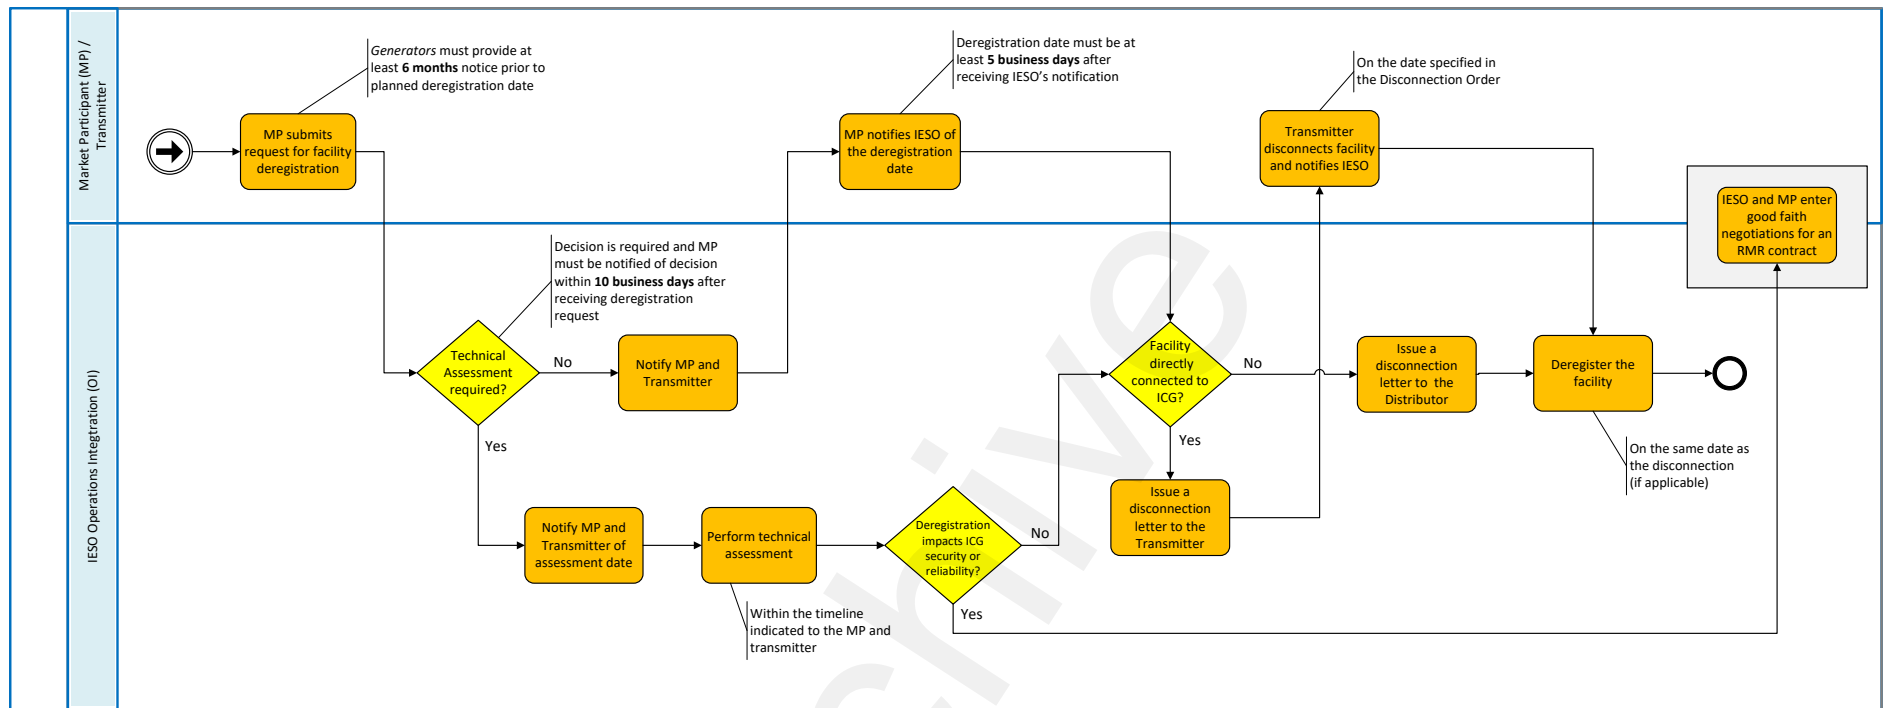 Market Participant (MP) /
Transmitter
Generators must provide at
least 6 months notice prior to
planned deregistration date
MP submits
request for facility
deregistration
Deregistration date must be at
least 5 business days after
receiving IESO's notification
MP notifies IESO of
the deregistration
date
On the date specified in
the Disconnection Order
Transmitter
disconnects facility
and notifies IESO
IESO and MP enter
good faith
negotiations for an
RMR contract
IESO Operations Integtration (OI)
Decision is required and MP
must be notified of decision
within 10 business days after
receiving deregistration
request
Technical
Assessment
required?
No
Notify MP and
Transmitter
Yes
Facility
directly
connected to
ICG?
No
Yes
Issue a
disconnection
letter to the
Distributor
Deregister the
facility
On the same date as
the disconnection
(if applicable)
Issue a
disconnection
letter to the
Transmitter
Notify MP and
Transmitter of
assessment date
Perform technical
assessment
Within the timeline
indicated to the MP and
transmitter
Deregistration
impacts ICG
security or
reliability?
No
Yes